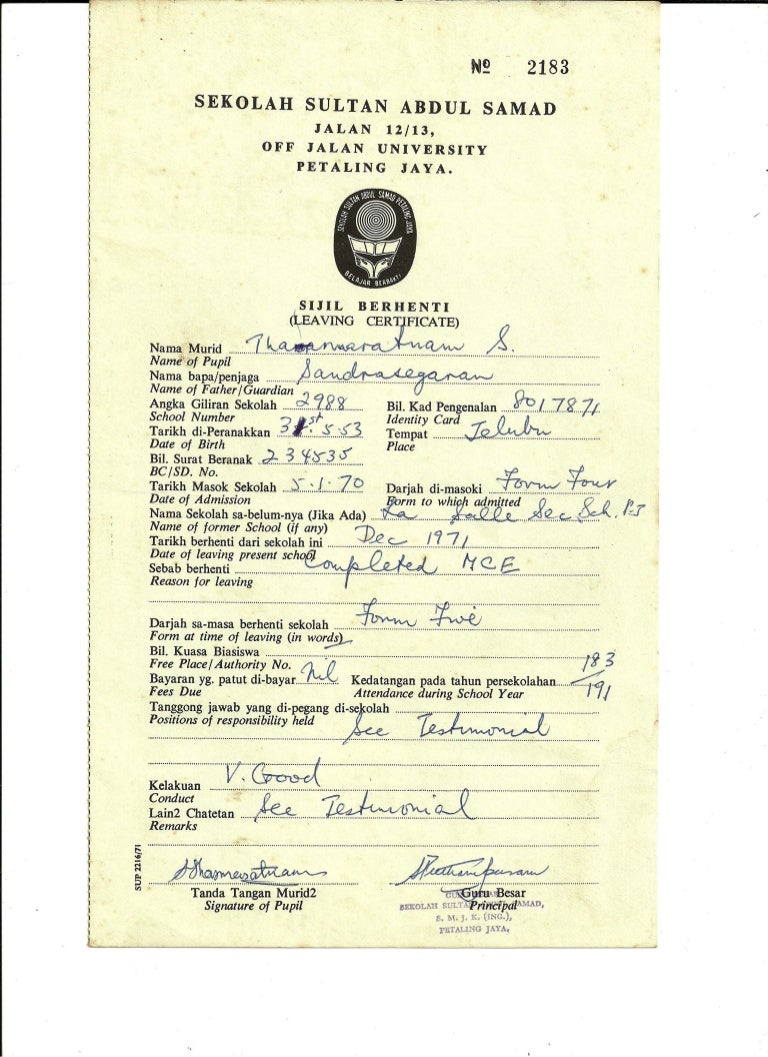 Nº 2183
SEKOLAH SULTAN ABDUL SAMAD
JALAN 12/13,
OFF JALAN UNIVERSITY
PETALING JAYA.
SEKOLAH SULTAN ABDUL SAMAD PETALING JAYA
BELAJAR BERBAKTI
SIJIL BERHENTI
(LEAVING CERTIFICATE)
Nama Murid S.
Name of Pupil
Nama bapa/penjaga Sandrasegaran
Name of Father/Guardian
Angka Giliran Sekolah 2988 Bil. Kad Pengenalan 8017871
School Number Identity Card
Tarikh di-Peranakkan 31st. 5.53 Tempat Jelebu
Date of Birth Place
Bil. Surat Beranak 234535
BC/SD. No.
Tarikh Masok Sekolah 5.1.70 Darjah di-masoki Form Four
Date of Admission Form to which admitted
Nama Sekolah sa-belum-nya (Jika Ada) La Salle Sec. Sch. P.J
Name of former School (if any)
Tarikh berhenti dari sekolah ini Dec 1971
Date of leaving present school
Sebab berhenti Completed MCE
Reason for leaving
Darjah sa-masa berhenti sekolah Form Five
Form at time of leaving (in words)
Bil. Kuasa Biasiswa
Free Place/Authority No.
Bayaran yg. patut di-bayar Nil Kedatangan pada tahun persekolahan 183/191
Fees Due Attendance during School Year
Tanggong jawab yang di-pegang di-sekolah
Positions of responsibility held See Testimonial
Kelakuan V. Good
Conduct
Lain2 Chatetan See Testimonial
Remarks
SUP 2216/71
Tanda Tangan Murid2 Guru Besar
Signature of Pupil Principal
SEKOLAH SULTAN ABDUL SAMAD,
S. M. J. K. (ING.),
PETALING JAYA.